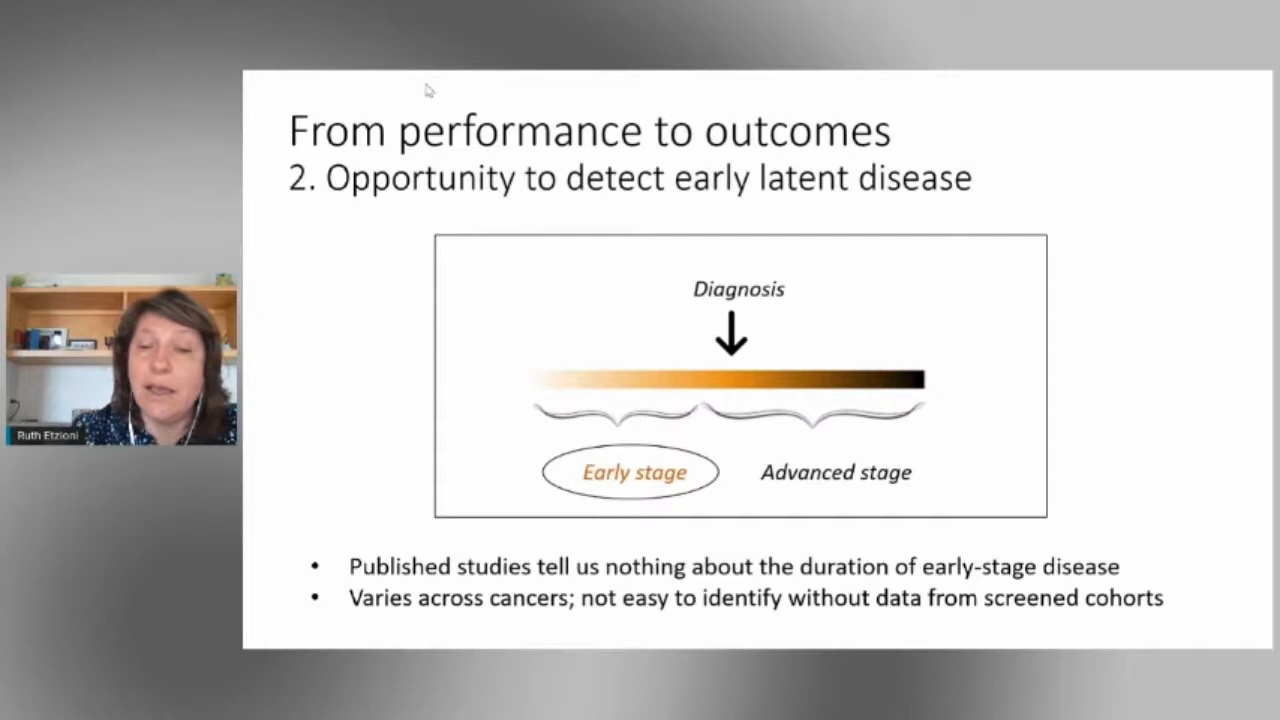 From performance to outcomes
2. Opportunity to detect early latent disease
Diagnosis
Early stage
Advanced stage
• Published studies tell us nothing about the duration of early-stage disease
• Varies across cancers; not easy to identify without data from screened cohorts
Ruth Etzioni